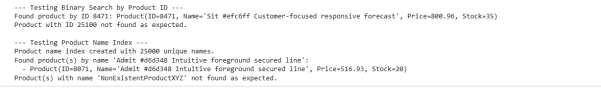 --- Testing Binary Search by Product ID ---
Found product by ID 8471: Product(ID=8471, Name='Sit #efc6ff Customer-focused responsive forecast', Price=800.96, Stock=35)
Product with ID 25100 not found as expected.
--- Testing Product Name Index ---
Product name index created with 25000 unique names.
Found product(s) by name 'Admit #d6d348 Intuitive foreground secured line':
- Product(ID=8071, Name='Admit #d6d348 Intuitive foreground secured line', Price=516.93, Stock=20)
Product(s) with name 'NonExistentProductXYZ' not found as expected.